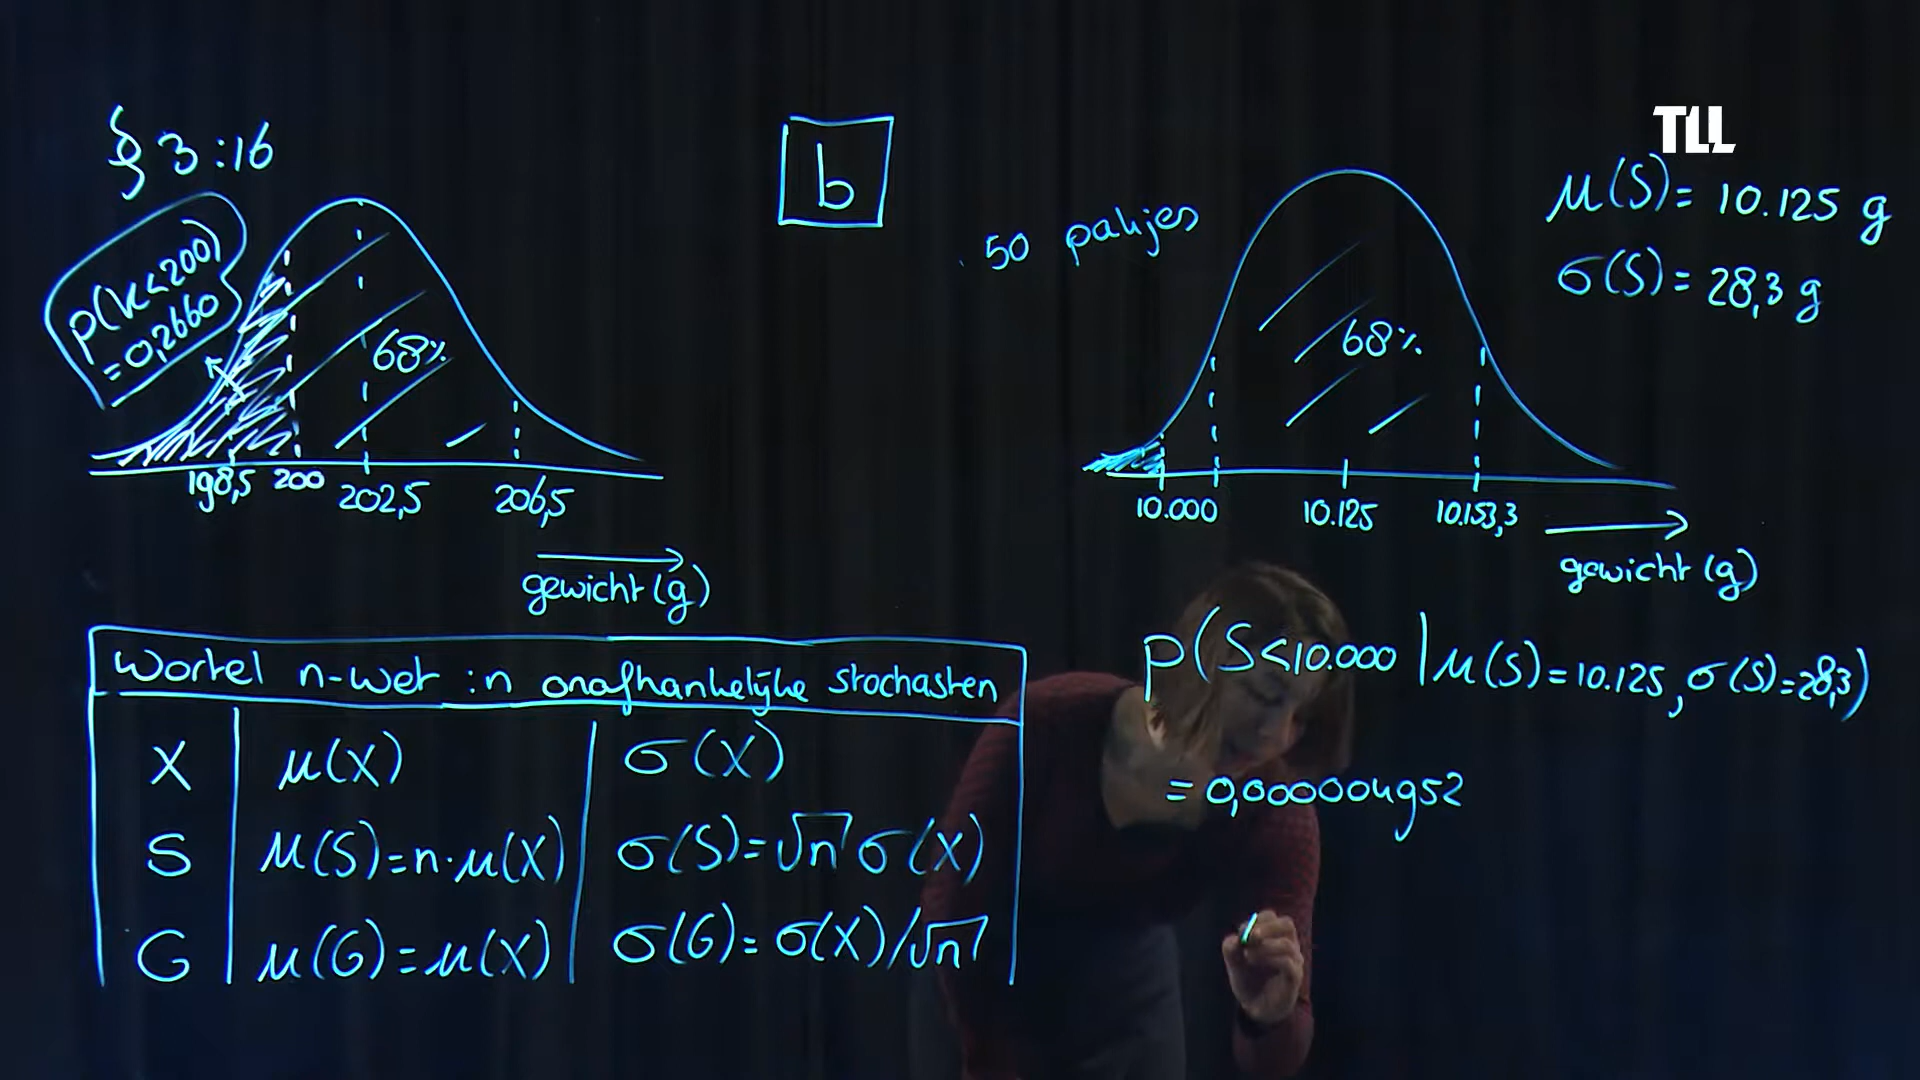 TLL
§ 3:16
b
p(k<200)
=0,2660
68%
198,5 200 202,5 206,5
gewicht (g)
50 pakjes
μ(S)= 10.125 g
σ(S)= 28,3 g
68%
10.000 10.125 10.153,3
gewicht (g)
p(S<10.000 | μ(S)=10.125, σ(S)=28,3)
= 0,000004952
Wortel n-wet : n onafhankelijke stochasten
X μ(X) σ(X)
S μ(S)=n·μ(X) σ(S)=√n σ(X)
G μ(G)=μ(X) σ(G)= σ(X)/√n